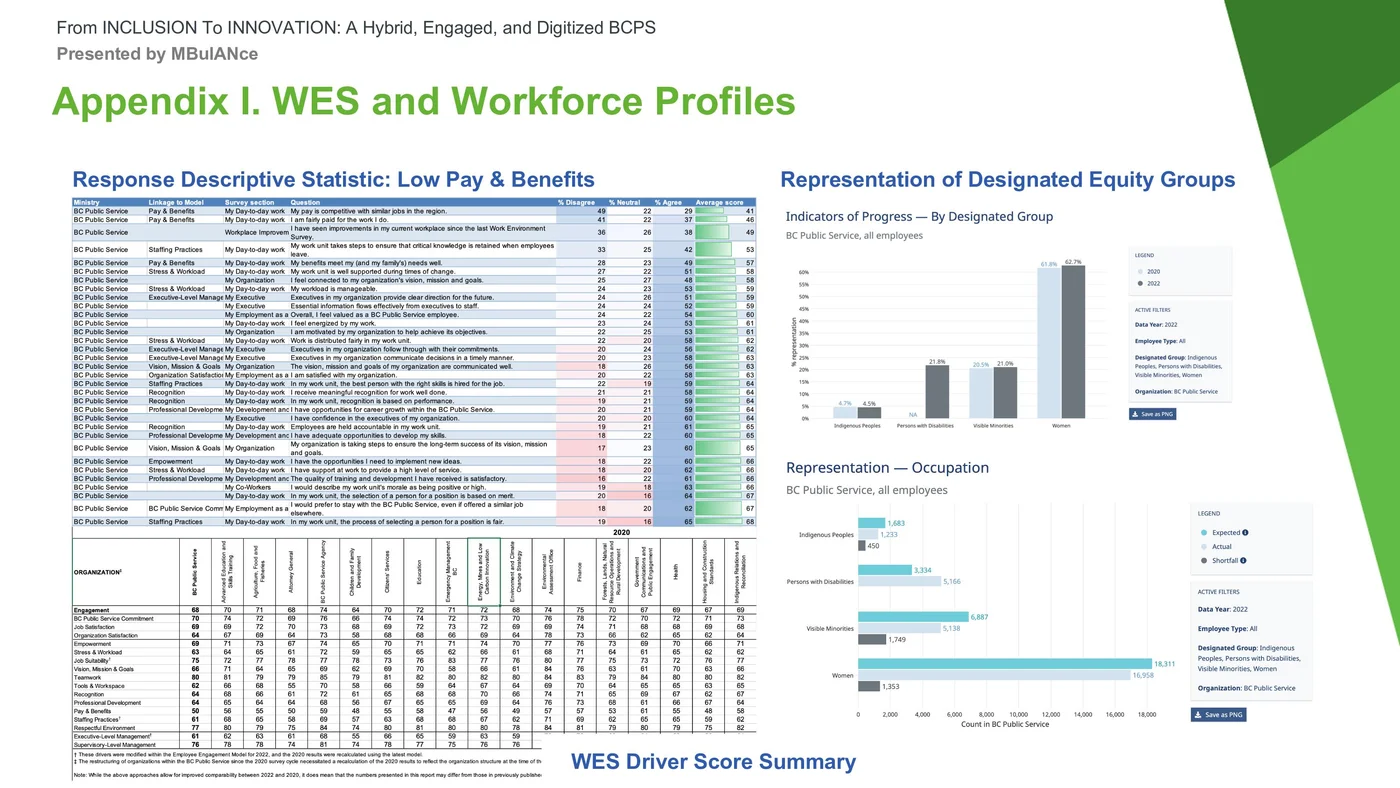 From INCLUSION To INNOVATION: A Hybrid, Engaged, and Digitized BCPS
Presented by MBulANce
Appendix I. WES and Workforce Profiles
Response Descriptive Statistic: Low Pay & Benefits
Ministry Linkage to Model Survey section Question % Disagree % Neutral % Agree Average score
BC Public Service Pay & Benefits My Day-to-day work My pay is competitive with similar jobs in the region. 49 22 29 41
BC Public Service Pay & Benefits My Day-to-day work I am fairly paid for the work I do. 41 22 37 46
BC Public Service Workplace Improvem I have seen improvements in my current workplace since the last Work Environment Survey. 36 26 38 49
BC Public Service Staffing Practices My Day-to-day work My work unit takes steps to ensure that critical knowledge is retained when employees leave. 33 25 42 53
BC Public Service Pay & Benefits My Day-to-day work My benefits meet my (and my family's) needs well. 28 23 49 57
BC Public Service Stress & Workload My Day-to-day work My work unit is well supported during times of change. 27 22 51 58
BC Public Service My Organization I feel connected to my organization's vision, mission and goals. 25 27 48 58
BC Public Service Stress & Workload My Day-to-day work My workload is manageable. 24 23 53 59
BC Public Service Executive-Level Manage My Executive Executives in my organization provide clear direction for the future. 24 26 51 59
BC Public Service My Executive Essential information flows effectively from executives to staff. 24 24 52 59
BC Public Service My Employment as a Overall, I feel valued as a BC Public Service employee. 24 22 54 60
BC Public Service My Day-to-day work I feel energized by my work. 23 24 53 61
BC Public Service My Organization I am motivated by my organization to help achieve its objectives. 22 25 53 61
BC Public Service Stress & Workload My Day-to-day work Work is distributed fairly in my work unit. 22 20 58 62
BC Public Service Executive-Level Manage My Executive Executives in my organization follow through with their commitments. 20 24 56 62
BC Public Service Executive-Level Manage My Executive Executives in my organization communicate decisions in a timely manner. 20 23 58 63
BC Public Service Vision, Mission & Goals My Organization The vision, mission and goals of my organization are communicated well. 18 26 56 63
BC Public Service Organization Satisfaction My Employment as a I am satisfied with my organization. 20 22 58 63
BC Public Service Staffing Practices My Day-to-day work In my work unit, the best person with the right skills is hired for the job. 22 19 59 64
BC Public Service Recognition My Day-to-day work I receive meaningful recognition for work well done. 21 21 58 64
BC Public Service Recognition My Day-to-day work In my work unit, recognition is based on performance. 19 21 59 64
BC Public Service Professional Developme My Development and I have opportunities for career growth within the BC Public Service. 20 21 59 64
BC Public Service My Executive I have confidence in the executives of my organization. 20 20 60 64
BC Public Service Recognition My Day-to-day work Employees are held accountable in my work unit. 19 21 61 65
BC Public Service Professional Developme My Development and I have adequate opportunities to develop my skills. 18 22 60 65
BC Public Service Vision, Mission & Goals My Organization My organization is taking steps to ensure the long-term success of its vision, mission and goals. 17 23 60 65
BC Public Service Empowerment My Day-to-day work I have the opportunities I need to implement new ideas. 18 22 60 66
BC Public Service Stress & Workload My Day-to-day work I have support at work to provide a high level of service. 18 20 62 66
BC Public Service Professional Developme My Development and The quality of training and development I have received is satisfactory. 16 22 61 66
BC Public Service My Co-Workers I would describe my work unit's morale as being positive or high. 19 18 63 66
BC Public Service My Day-to-day work In my work unit, the selection of a person for a position is based on merit. 20 16 64 67
BC Public Service BC Public Service Comm My Employment as a I would prefer to stay with the BC Public Service, even if offered a similar job elsewhere. 18 20 62 67
BC Public Service Staffing Practices My Day-to-day work In my work unit, the process of selecting a person for a position is fair. 19 16 65 68
2020
ORGANIZATION‡ BC Public Service
Advanced Education and Skills Training
Agriculture, Food and Fisheries
Attorney General
BC Public Service Agency
Children and Family Development
Citizens' Services
Education
Emergency Management BC
Energy, Mines and Low Carbon Innovation
Environment and Climate Change Strategy
Environmental Assessment Office
Finance
Forests, Lands, Natural Resource Operations and Rural Development
Government Communications and Public Engagement
Health
Housing and Construction Standards
Indigenous Relations and Reconciliation
Engagement 68 70 71 68 74 64 70 72 71 72 68 74 75 70 67 69 67 69
BC Public Service Commitment 70 74 72 69 76 66 74 74 72 73 70 76 78 70 72 72 71 73
Job Satisfaction 69 69 72 70 73 68 69 72 73 72 69 69 74 71 68 68 69 68
Organization Satisfaction 64 67 69 64 73 58 68 68 66 69 64 78 73 66 62 65 62 64
Empowerment 69 71 73 67 74 65 70 71 71 74 70 77 76 73 69 70 66 71
Stress & Workload 63 64 65 61 72 59 65 65 62 66 61 68 71 64 61 65 62 62
Job Suitability† 75 72 77 78 77 73 76 83 77 76 80 77 75 73 72 76 77
Vision, Mission & Goals 66 71 64 65 69 62 69 70 58 66 61 84 76 63 61 70 63 66
Teamwork 80 81 79 79 85 79 81 82 80 82 80 84 83 79 84 80 81 82
Tools & Workspace 62 66 68 55 70 58 66 59 64 67 64 69 70 64 65 65 63 65
Recognition 64 68 66 61 72 61 65 68 68 70 66 74 71 65 69 67 62 67
Professional Development 64 65 68 64 68 56 67 65 65 69 64 76 73 68 61 66 66 67
Pay & Benefits 50 56 55 50 59 48 55 58 47 56 49 57 57 53 51 55 48 58
Staffing Practices† 61 68 65 58 69 57 63 68 68 67 62 71 69 62 65 65 59 62
Respectful Environment 77 80 79 75 84 74 80 81 80 80 78 84 81 79 80 79 75 82
Executive-Level Management† 61 62 63 61 68 55 66 65 59 63 59
Supervisory-Level Management 76 78 78 74 81 74 78 77 75 76 76
† These drivers were modified within the Employee Engagement Model for 2022, and the 2020 results were recalculated using the latest model.
‡ The restructuring of organizations within the BC Public Service since the 2020 survey cycle necessitated a recalculation of the 2020 results to reflect the organization structure at the time of th
Note: While the above approaches allow for improved comparability between 2022 and 2020, it does mean that the numbers presented in this report may differ from those in previously publishe
WES Driver Score Summary
Representation of Designated Equity Groups
Indicators of Progress — By Designated Group
BC Public Service, all employees
% representation
60%
55%
50%
45%
40%
35%
30%
25%
20%
15%
10%
5%
0%
4.7% 4.5%
NA 21.8%
20.5% 21.0%
61.8% 62.7%
Indigenous Peoples Persons with Disabilities Visible Minorities Women
LEGEND
2020
2022
ACTIVE FILTERS
Data Year: 2022
Employee Type: All
Designated Group: Indigenous
Peoples, Persons with Disabilities,
Visible Minorities, Women
Organization: BC Public Service
Save as PNG
Representation — Occupation
BC Public Service, all employees
Indigenous Peoples
1,683
1,233
450
Persons with Disabilities
3,334
5,166
Visible Minorities
6,887
5,138
1,749
Women
18,311
16,958
1,353
0 2,000 4,000 6,000 8,000 10,000 12,000 14,000 16,000 18,000
Count in BC Public Service
LEGEND
Expected
Actual
Shortfall
ACTIVE FILTERS
Data Year: 2022
Employee Type: All
Designated Group: Indigenous
Peoples, Persons with Disabilities,
Visible Minorities, Women
Organization: BC Public Service
Save as PNG